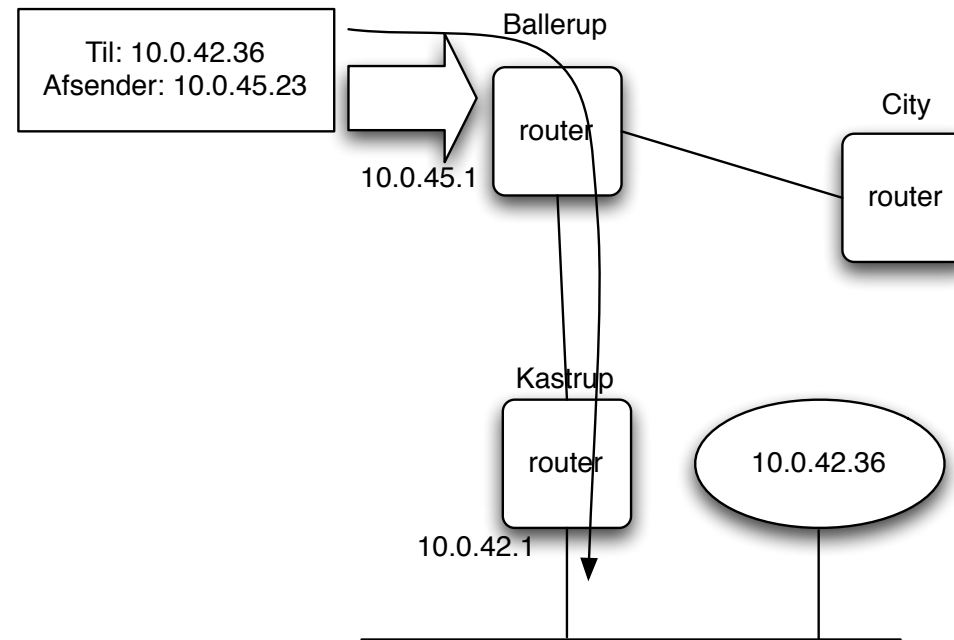 Til: 10.0.42.36
Afsender: 10.0.45.23
Ballerup
router
10.0.45.1
City
router
Kastrup
router
10.0.42.1
10.0.42.36